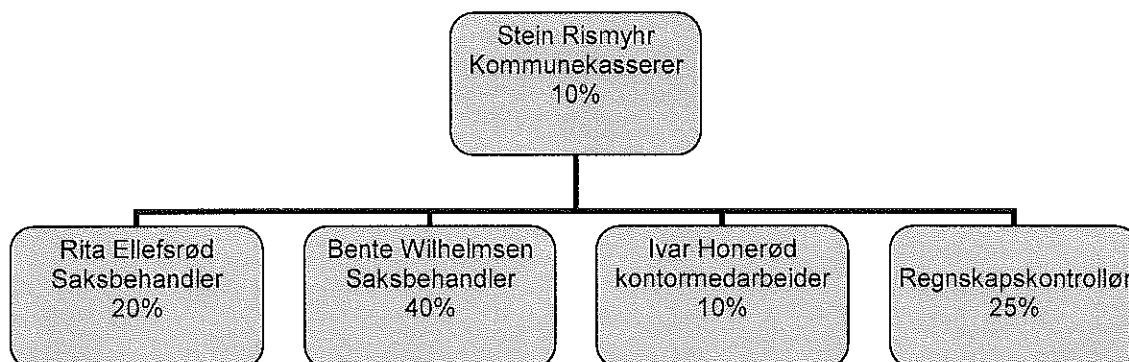 Stein Rismyhr
Kommunekasserer
10%
Rita Ellefsrød
Saksbehandler
20%
Bente Wilhelmsen
Saksbehandler
40%
Ivar Honerød
kontormedarbeider
10%
Regnskapskontrollør
25%